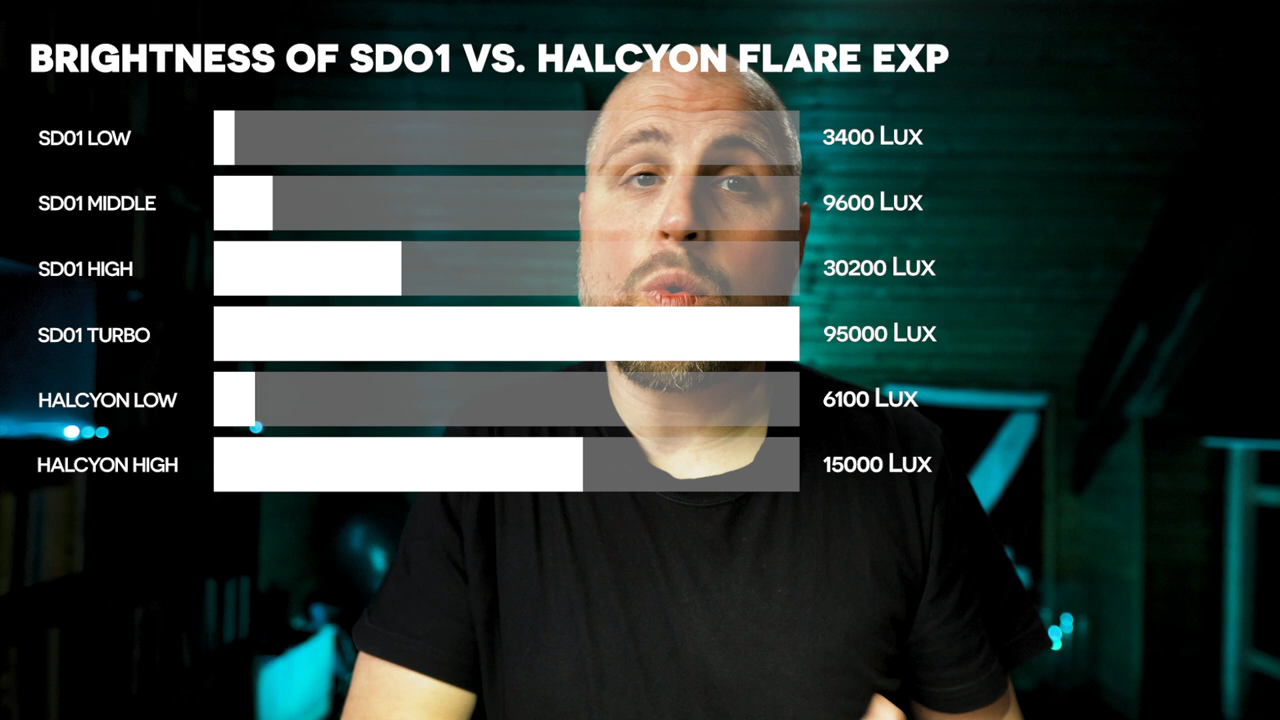 BRIGHTNESS OF SD01 VS. HALCYON FLARE EXP
SD01 LOW 3400 LUX
SD01 MIDDLE 9600 LUX
SD01 HIGH 30200 LUX
SD01 TURBO 95000 LUX
HALCYON LOW 6100 LUX
HALCYON HIGH 15000 LUX